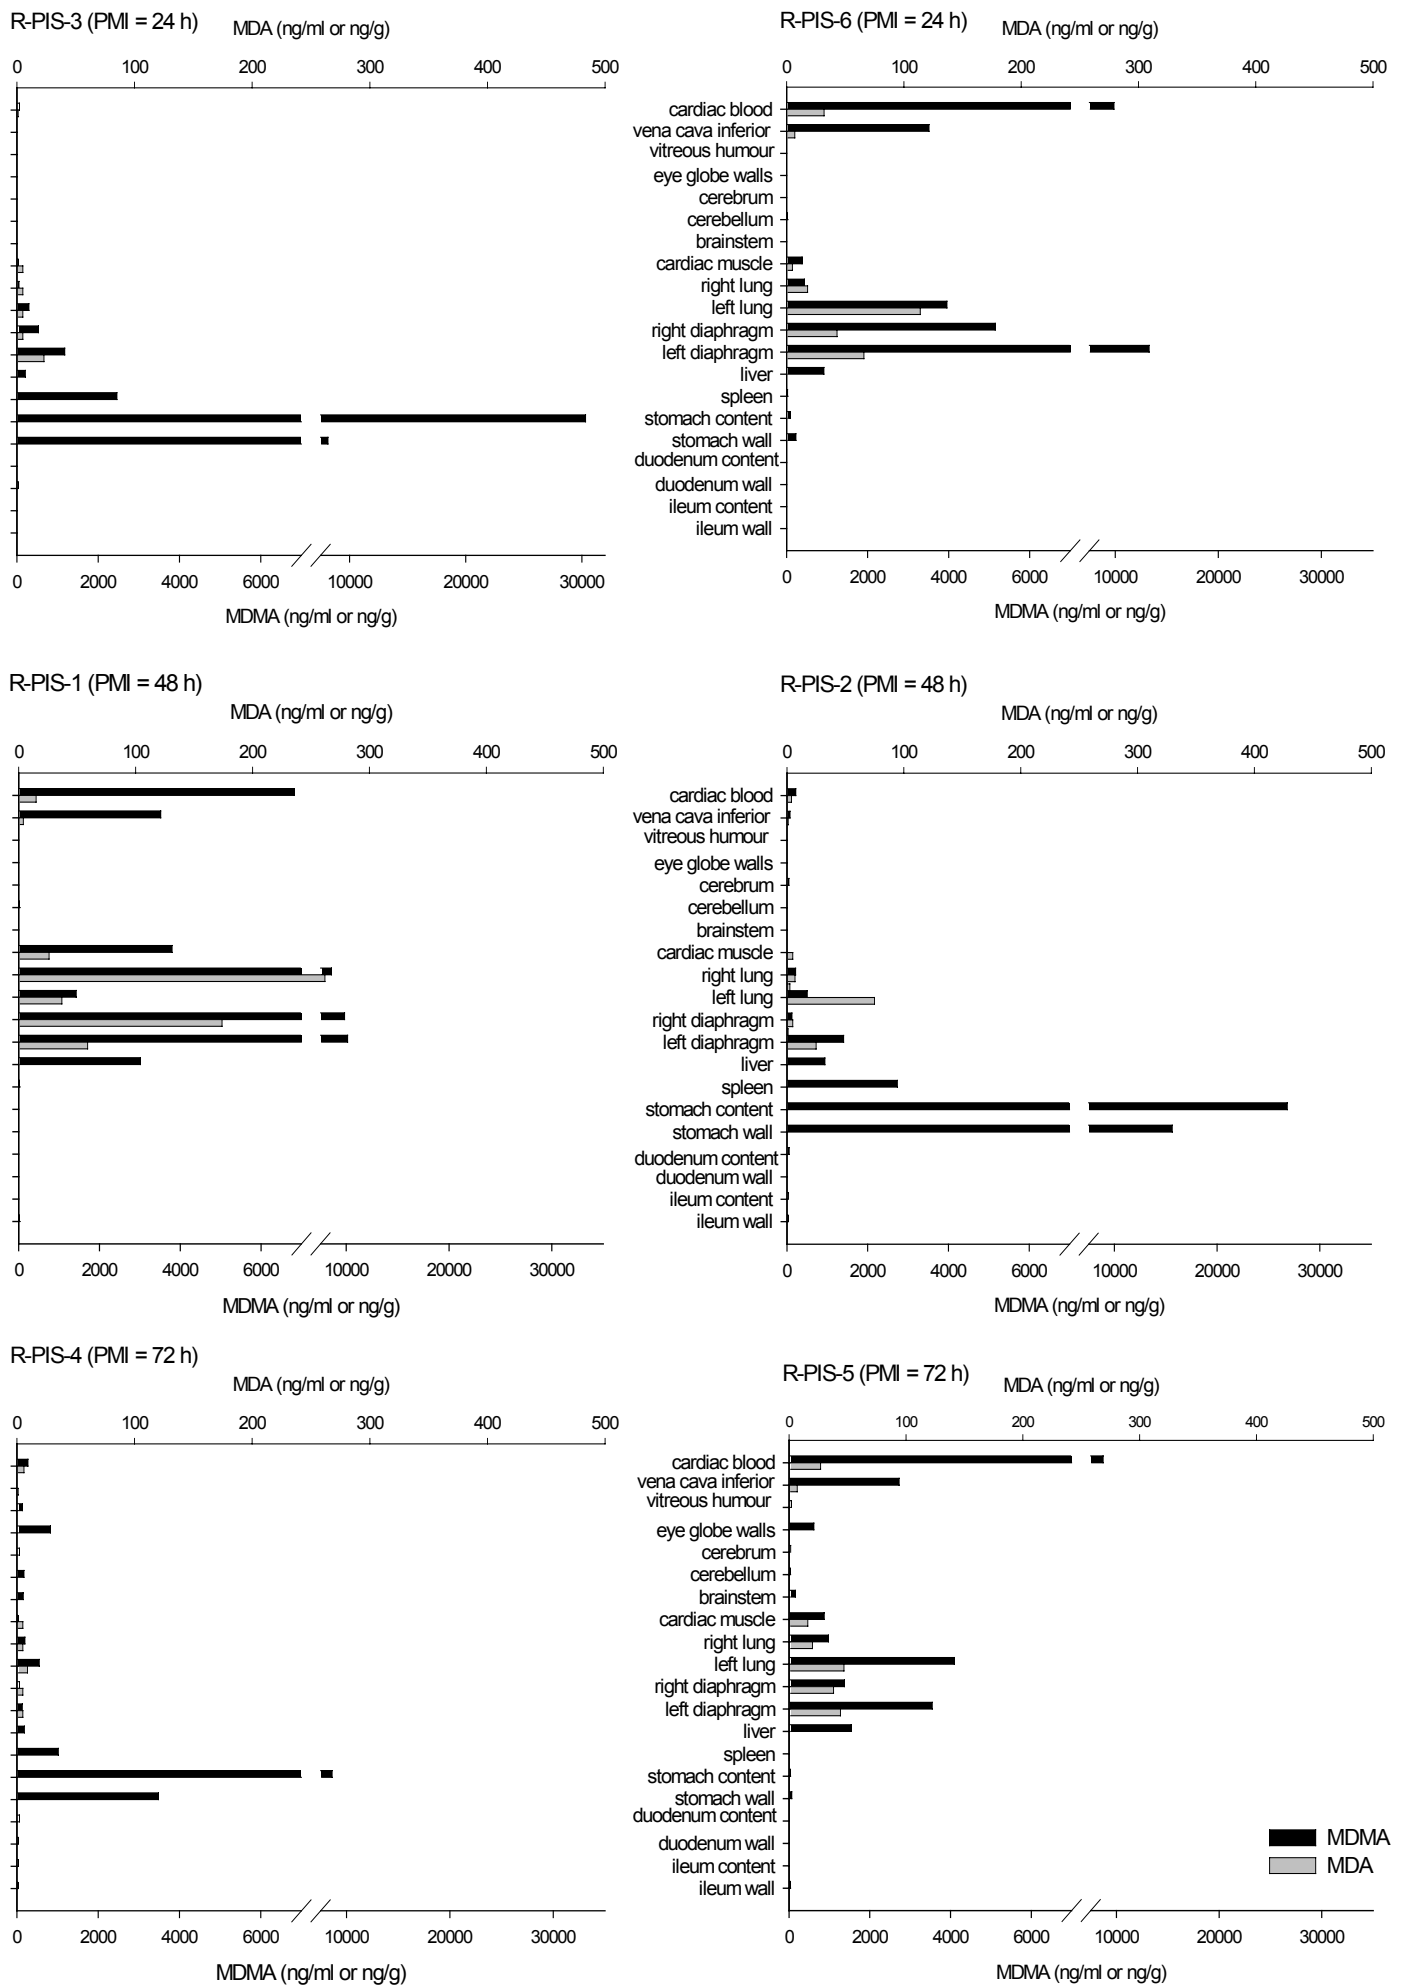 R-PIS-3 (PMI = 24 h)
MDA (ng/ml or ng/g)
0 100 200 300 400 500
0 2000 4000 6000 10000 20000 30000
MDMA (ng/ml or ng/g)
R-PIS-6 (PMI = 24 h)
MDA (ng/ml or ng/g)
0 100 200 300 400 500
cardiac blood
vena cava inferior
vitreous humour
eye globe walls
cerebrum
cerebellum
brainstem
cardiac muscle
right lung
left lung
right diaphragm
left diaphragm
liver
spleen
stomach content
stomach wall
duodenum content
duodenum wall
ileum content
ileum wall
0 2000 4000 6000 10000 20000 30000
MDMA (ng/ml or ng/g)
R-PIS-1 (PMI = 48 h)
MDA (ng/ml or ng/g)
0 100 200 300 400 500
0 2000 4000 6000 10000 20000 30000
MDMA (ng/ml or ng/g)
R-PIS-2 (PMI = 48 h)
MDA (ng/ml or ng/g)
0 100 200 300 400 500
cardiac blood
vena cava inferior
vitreous humour
eye globe walls
cerebrum
cerebellum
brainstem
cardiac muscle
right lung
left lung
right diaphragm
left diaphragm
liver
spleen
stomach content
stomach wall
duodenum content
duodenum wall
ileum content
ileum wall
0 2000 4000 6000 10000 20000 30000
MDMA (ng/ml or ng/g)
R-PIS-4 (PMI = 72 h)
MDA (ng/ml or ng/g)
0 100 200 300 400 500
0 2000 4000 6000 10000 20000 30000
MDMA (ng/ml or ng/g)
R-PIS-5 (PMI = 72 h)
MDA (ng/ml or ng/g)
0 100 200 300 400 500
cardiac blood
vena cava inferior
vitreous humour
eye globe walls
cerebrum
cerebellum
brainstem
cardiac muscle
right lung
left lung
right diaphragm
left diaphragm
liver
spleen
stomach content
stomach wall
duodenum content
duodenum wall
ileum content
ileum wall
0 2000 4000 6000 10000 20000 30000
MDMA (ng/ml or ng/g)
MDMA
MDA